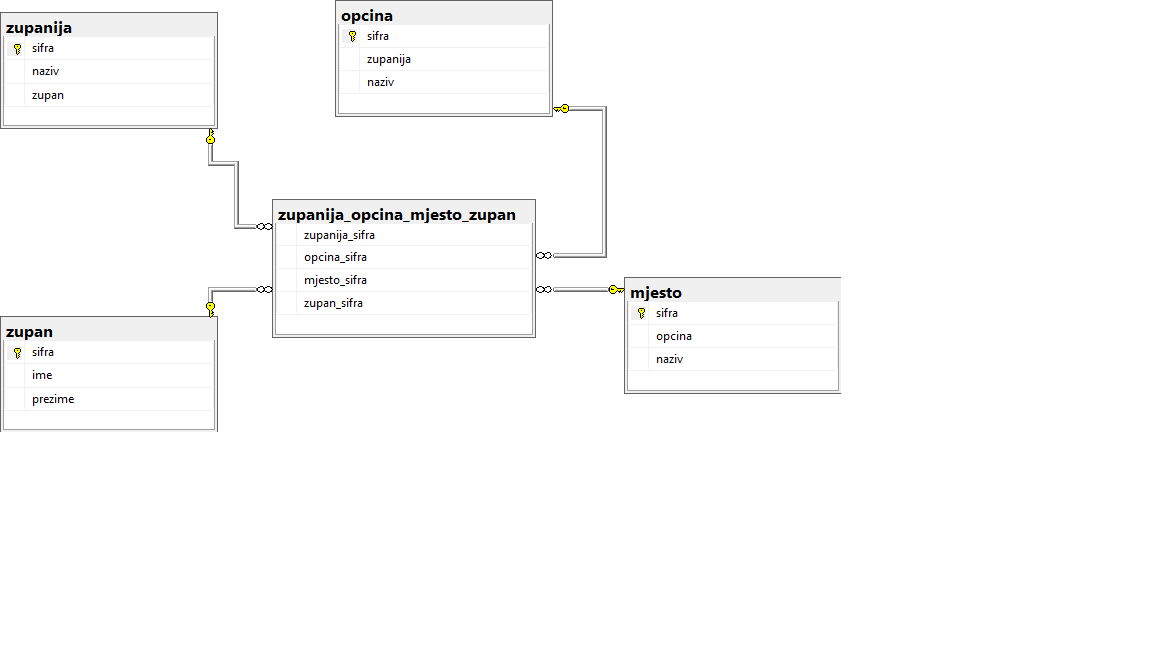 zupanija
sifra
naziv
zupan
opcina
sifra
zupanija
naziv
zupanija_opcina_mjesto_zupan
zupanija_sifra
opcina_sifra
mjesto_sifra
zupan_sifra
zupan
sifra
ime
prezime
mjesto
sifra
opcina
naziv